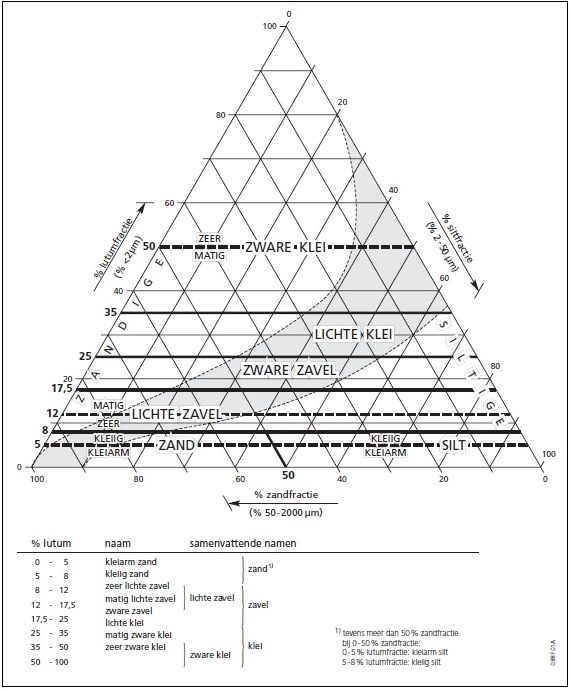 0
100
80
20
60
40
% lutumfractie
(% <2µm)
% siltfractie
(% 2-50 µm)
ZEER
50 ZWARE KLEI
MATIG
40
60
35
LICHTE KLEI
25
ZWARE ZAVEL
80
20
17,5
ZANDIGE
SILTIGE
MATIG
12 LICHTE ZAVEL
ZEER
8
KLEIIG KLEIIG
5 ZAND SILT
KLEIARM KLEIARM
0
100
100 80 60 50 40 20 0
% zandfractie
(% 50-2000 µm)
% lutum naam samenvattende namen
0 - 5 kleiarm zand
zand 1)
5 - 8 kleiig zand
8 - 12 zeer lichte zavel
lichte zavel
12 - 17,5 matig lichte zavel
zavel
17,5 - 25 zware zavel
25 - 35 lichte klei
35 - 50 matig zware klei
klei
50 - 100 zeer zware klei
zware klei
1) tevens meer dan 50 % zandfractie
bij 0-50 % zandfractie:
0-5 % lutumfractie: kleiarm silt
5-8 % lutumfractie: kleiig silt